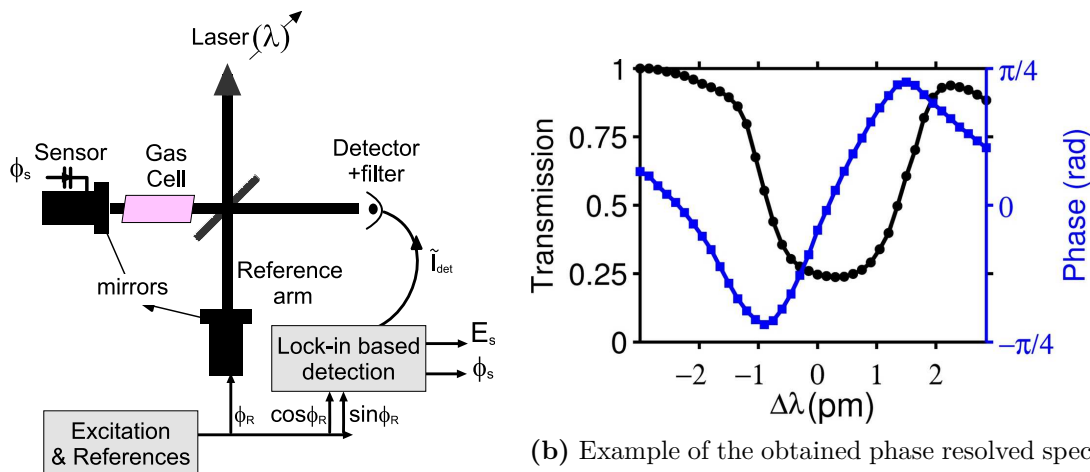 Laser(λ)
Sensor
ϕs
Gas
Cell
Detector
+filter
mirrors
Reference
arm
Ĩdet
Lock-in based
detection
Es
ϕs
ϕR
cosϕR
sinϕR
Excitation
& References
Transmission
1
0.75
0.5
0.25
0
π/4
0
−π/4
Phase (rad)
−2 −1 0 1 2
Δλ(pm)
(b) Example of the obtained phase resolved spec